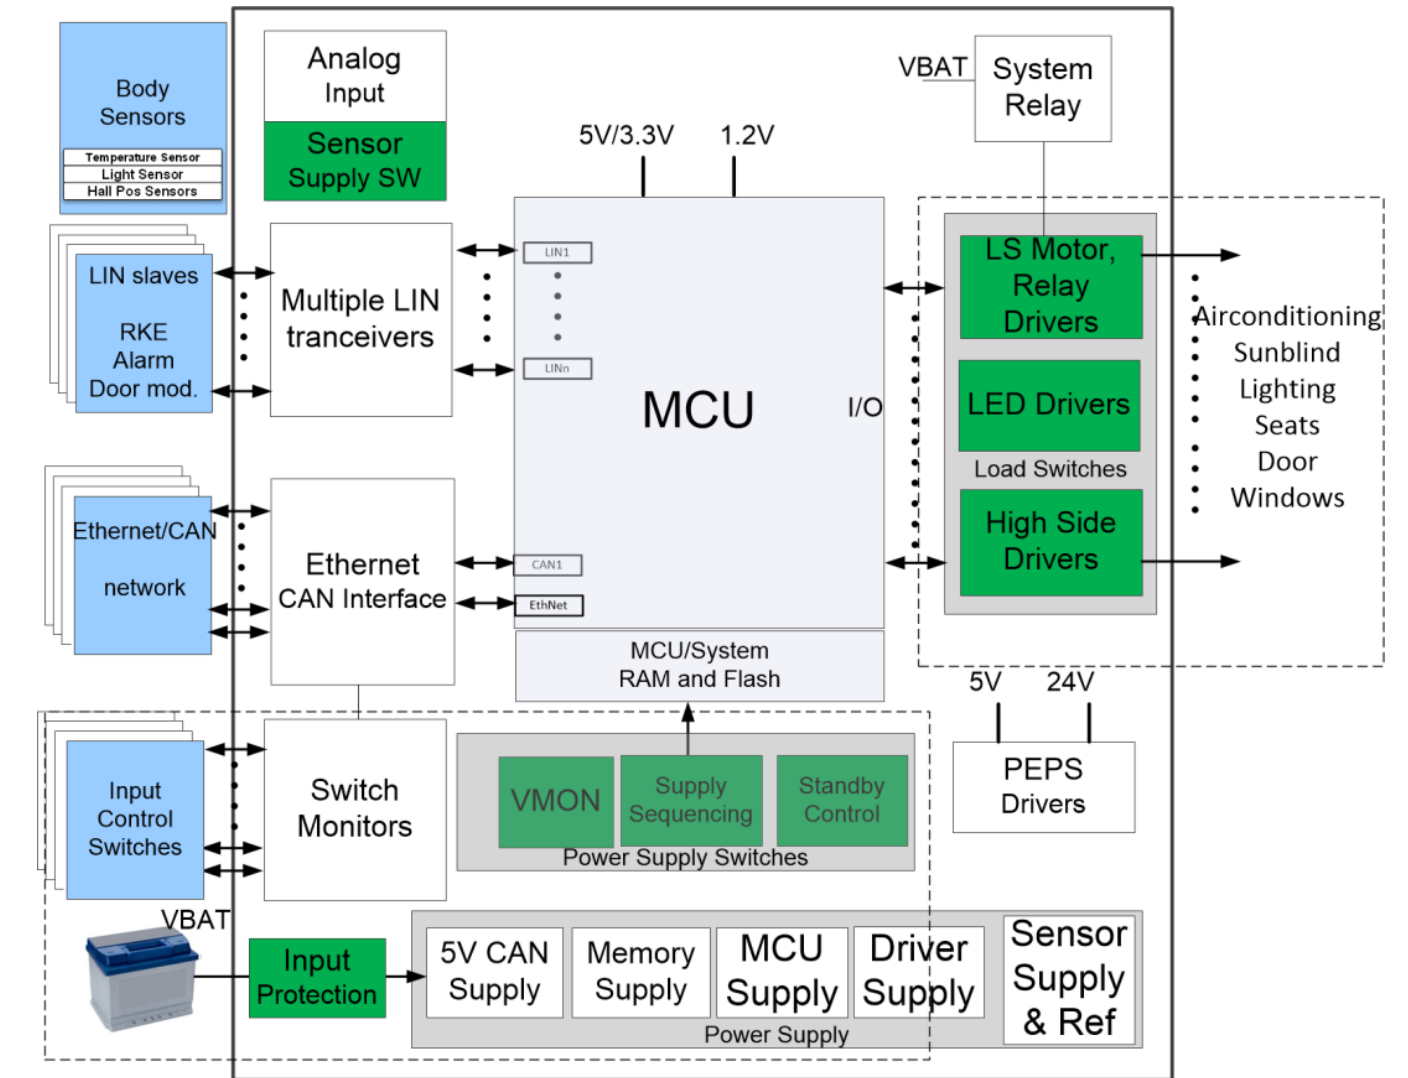 Body
Sensors
Temperature Sensor
Light Sensor
Hall Pos Sensors
Analog
Input
Sensor
Supply SW
VBAT
System
Relay
5V/3.3V
1.2V
LIN slaves
RKE
Alarm
Door mod.
Multiple LIN
tranceivers
LIN1
LINn
MCU
I/O
LS Motor,
Relay
Drivers
LED Drivers
Load Switches
High Side
Drivers
Airconditioning
Sunblind
Lighting
Seats
Door
Windows
Ethernet/CAN
network
Ethernet
CAN Interface
CAN1
EthNet
MCU/System
RAM and Flash
5V
24V
PEPS
Drivers
Input
Control
Switches
Switch
Monitors
VMON
Supply
Sequencing
Standby
Control
Power Supply Switches
VBAT
Input
Protection
5V CAN
Supply
Memory
Supply
MCU
Supply
Driver
Supply
Sensor
Supply
& Ref
Power Supply